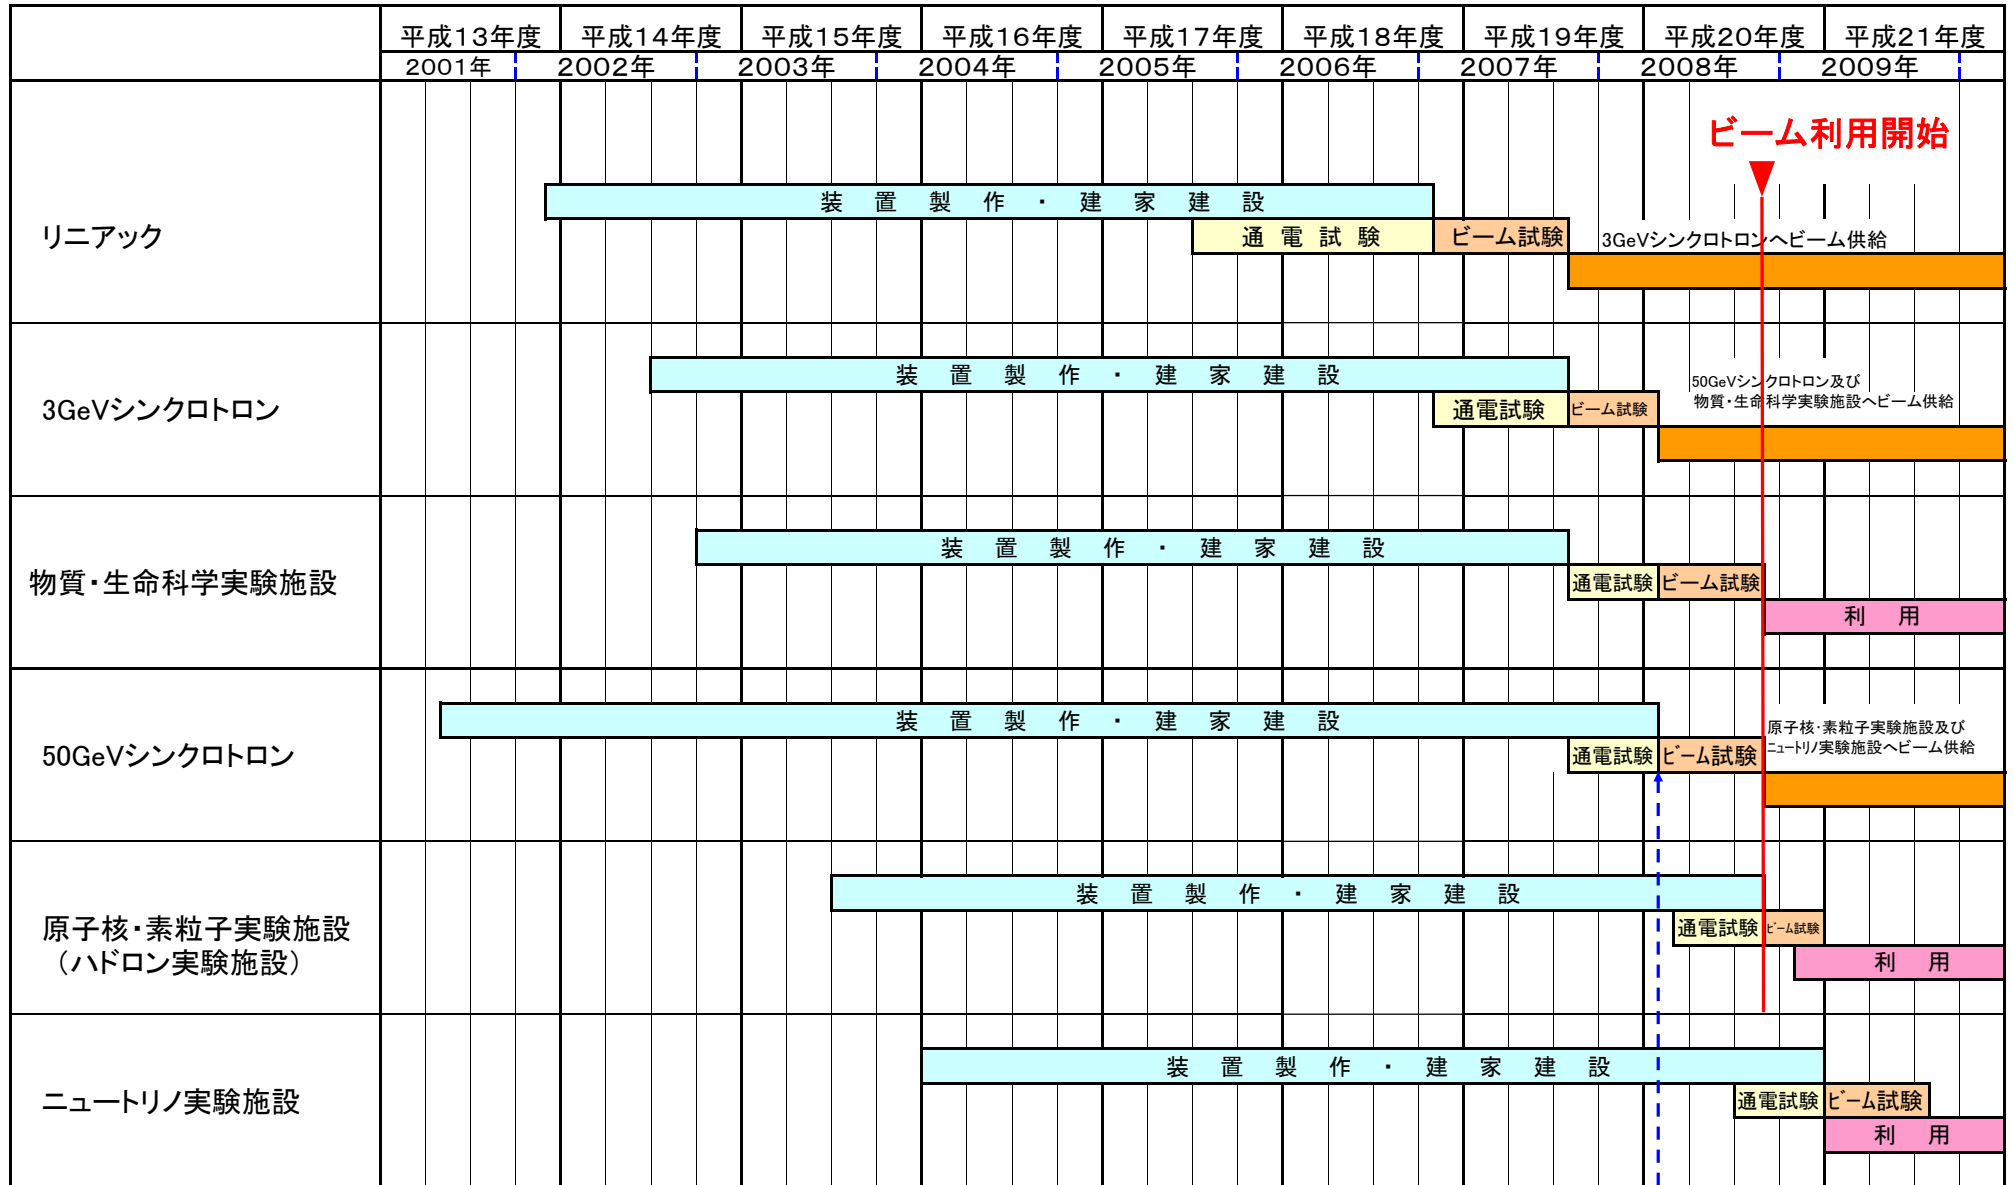 平成13年度 平成14年度 平成15年度 平成16年度 平成17年度 平成18年度 平成19年度 平成20年度 平成21年度
2001年 2002年 2003年 2004年 2005年 2006年 2007年 2008年 2009年
ビーム利用開始
装置製作・建家建設
リニアック
通電試験 ビーム試験 3GeVシンクロトロンへビーム供給
装置製作・建家建設
50GeVシンクロトロン及び
物質・生命科学実験施設へビーム供給
3GeVシンクロトロン
通電試験 ビーム試験
装置製作・建家建設
物質・生命科学実験施設
通電試験 ビーム試験
利用
装置製作・建家建設
原子核・素粒子実験施設及び
ニュートリノ実験施設へビーム供給
50GeVシンクロトロン
通電試験 ビーム試験
装置製作・建家建設
原子核・素粒子実験施設
(ハドロン実験施設)
通電試験 ビーム試験
利用
装置製作・建家建設
ニュートリノ実験施設
通電試験 ビーム試験
利用